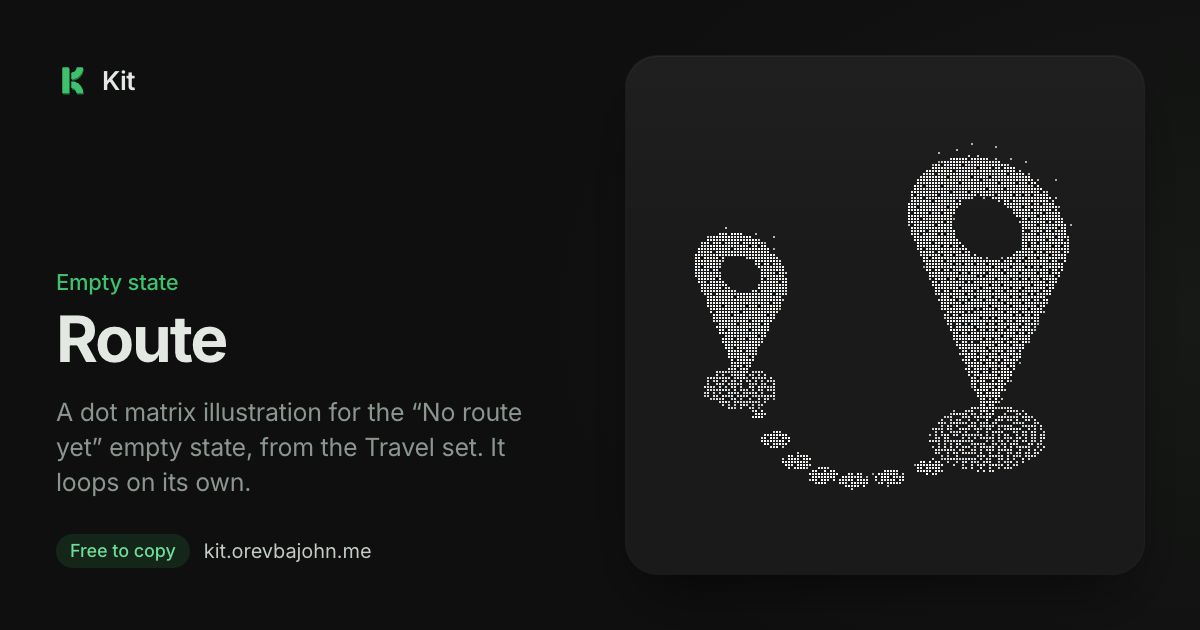 Kit
Empty state
Route
A dot matrix illustration for the “No route
yet” empty state, from the Travel set. It
loops on its own.
Free to copy
kit.orevbajohn.me